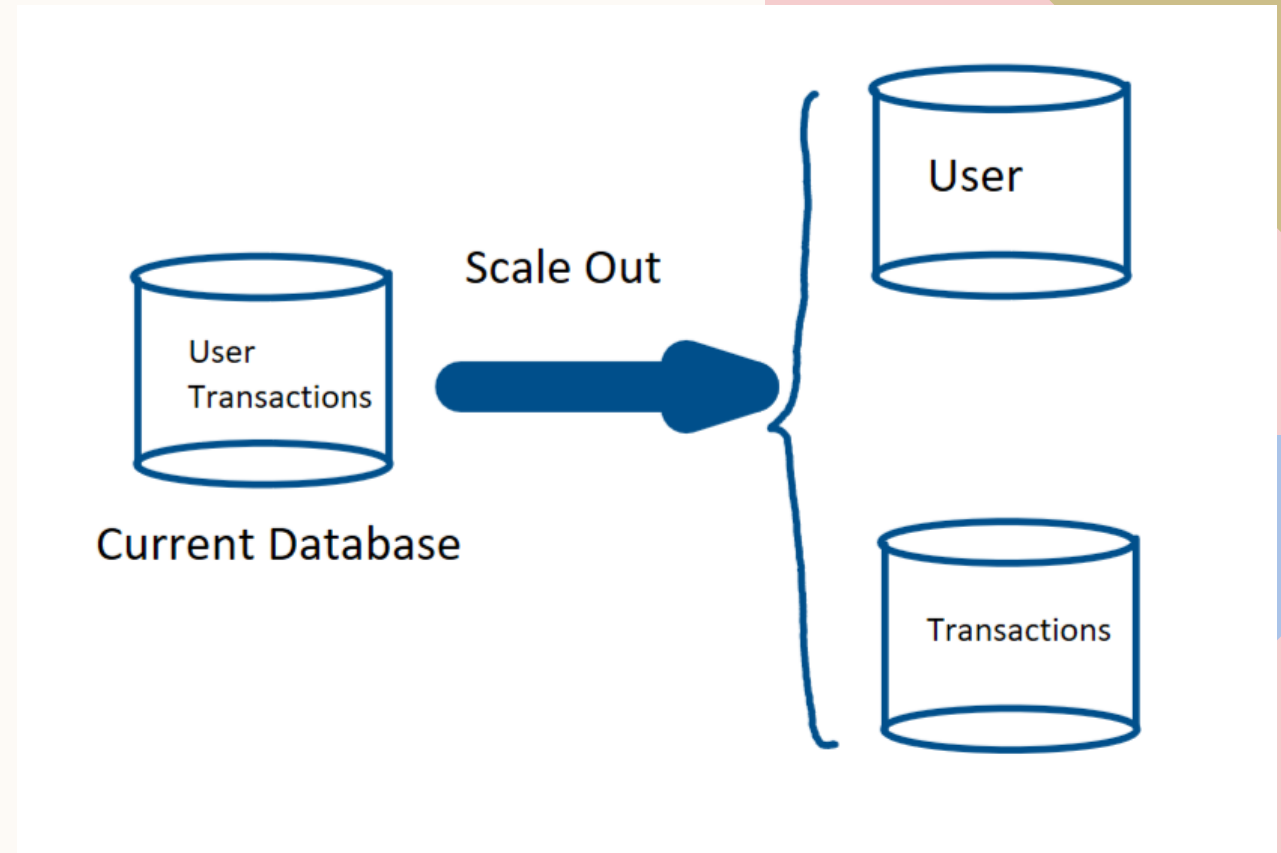 User
Scale Out
User
Transactions
Current Database
Transactions